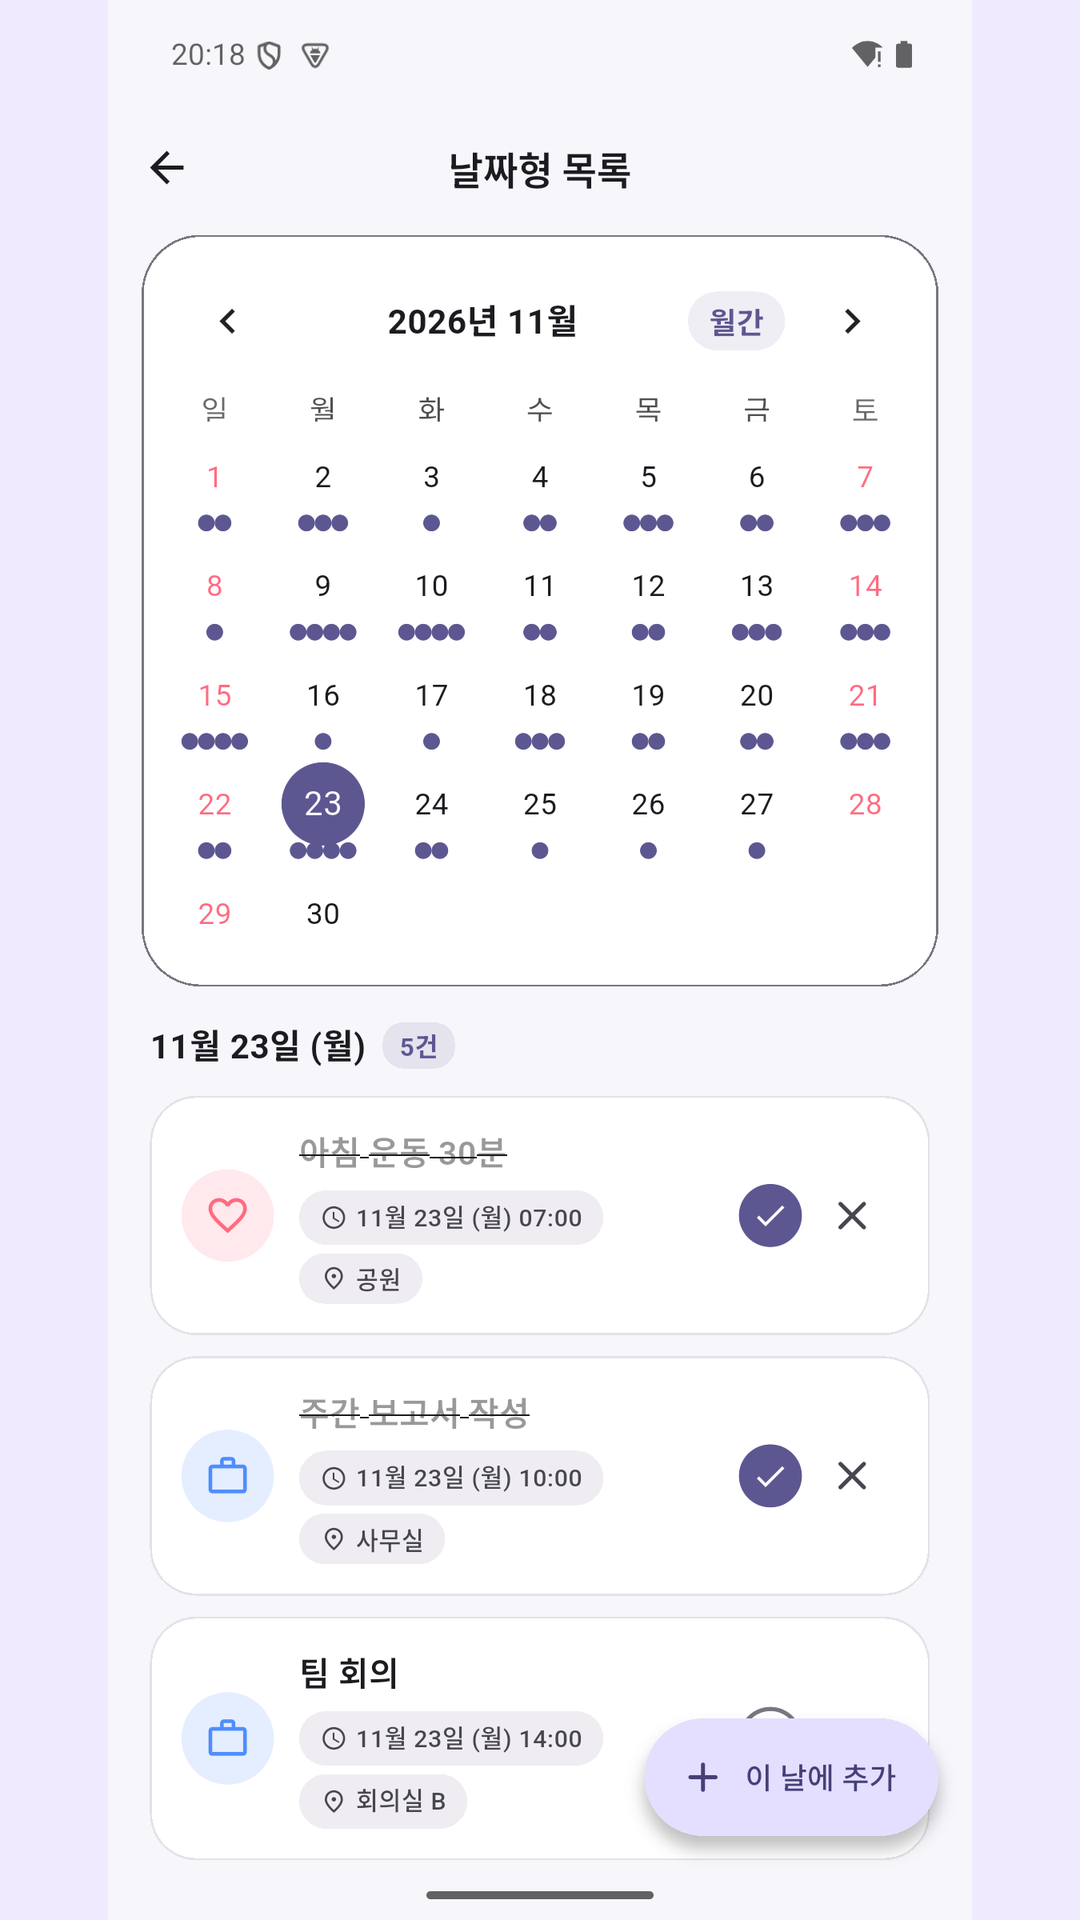 20:18
날짜형 목록
2026년 11월 월간
일 월 화 수 목 금 토
1 2 3 4 5 6 7
8 9 10 11 12 13 14
15 16 17 18 19 20 21
22 23 24 25 26 27 28
29 30
11월 23일 (월) 5건
아침 운동 30분
11월 23일 (월) 07:00
공원
주간 보고서 작성
11월 23일 (월) 10:00
사무실
팀 회의
11월 23일 (월) 14:00
회의실 B
이 날에 추가